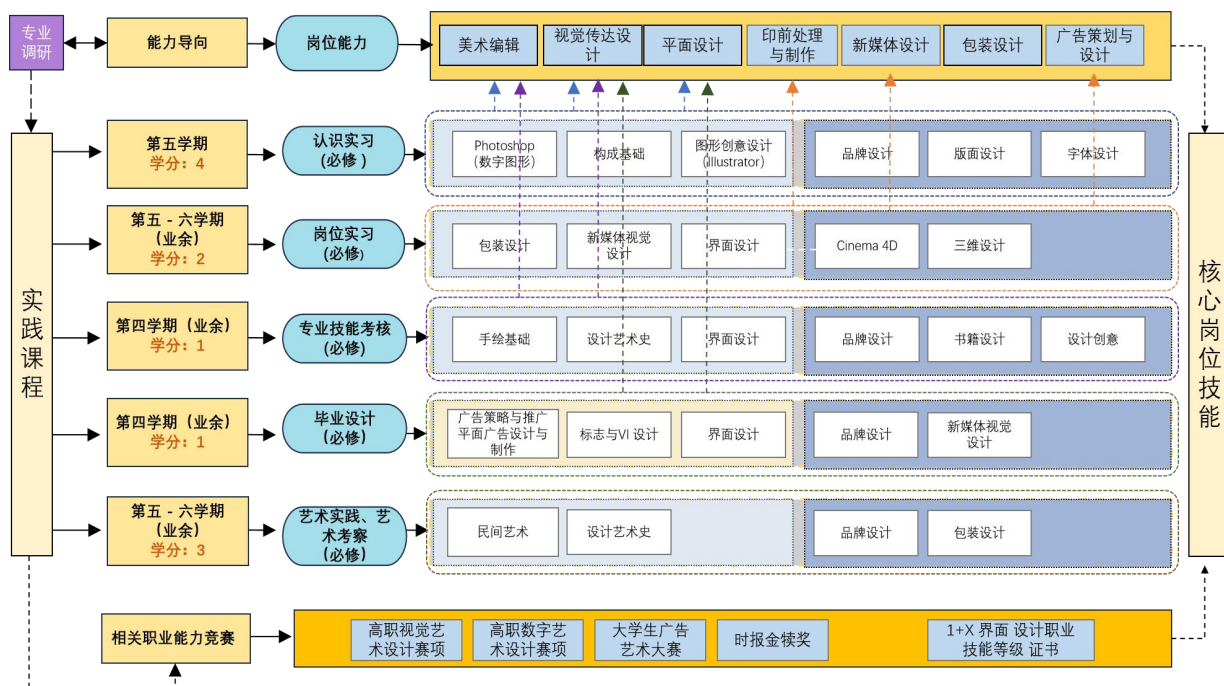 专业
调研
能力导向
岗位能力
美术编辑
视觉传达设
计
平面设计
印前处理
与制作
新媒体设计
包装设计
广告策划与
设计
实践课程
核心岗位技能
第五学期
学分：4
认识实习
(必修 )
Photoshop
（数字图形）
构成基础
图形创意设计
（Illustrator）
品牌设计
版面设计
字体设计
第五 - 六学期
(业余)
学分：2
岗位实习
(必修)
包装设计
新媒体视觉
设计
界面设计
Cinema 4D
三维设计
第四学期（业余）
学分：1
专业技能考核
(必修)
手绘基础
设计艺术史
界面设计
品牌设计
书籍设计
设计创意
第四学期（业余）
学分：1
毕业设计
(必修)
广告策略与推广
平面广告设计与
制作
标志与VI 设计
界面设计
品牌设计
新媒体视觉
设计
第五 - 六学期
(业余)
学分：3
艺术实践、艺
术考察
(必修)
民间艺术
设计艺术史
品牌设计
包装设计
相关职业能力竞赛
高职视觉艺
术设计赛项
高职数字艺
术设计赛项
大学生广告
艺术大赛
时报金犊奖
1+X 界面 设计职业
技能等级 证书